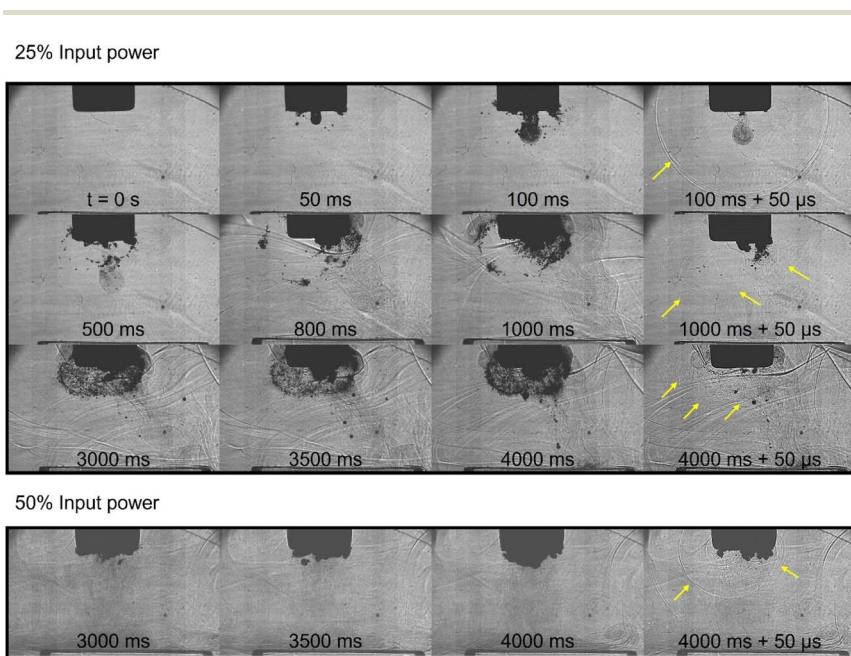 25% Input power
t = 0 s
50 ms
100 ms
100 ms + 50 µs
500 ms
800 ms
1000 ms
1000 ms + 50 µs
3000 ms
3500 ms
4000 ms
4000 ms + 50 µs
50% Input power
3000 ms
3500 ms
4000 ms
4000 ms + 50 µs